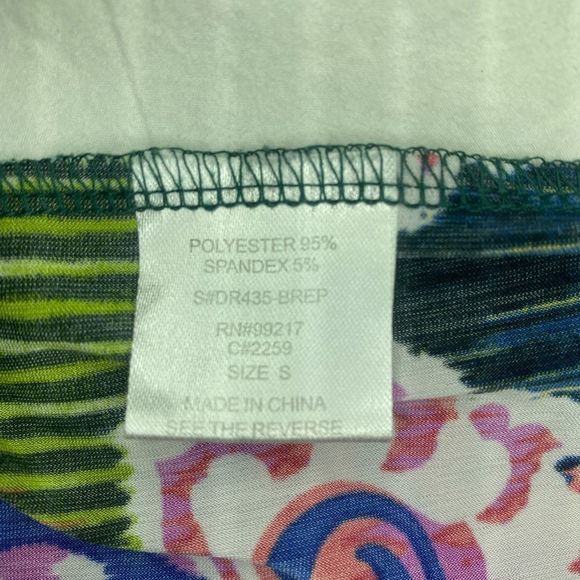 POLYESTER 95%
SPANDEX 5%
S#DR435-BREP
RN#99217
C#2259
SIZE S
MADE IN CHINA
SEE THE REVERSE